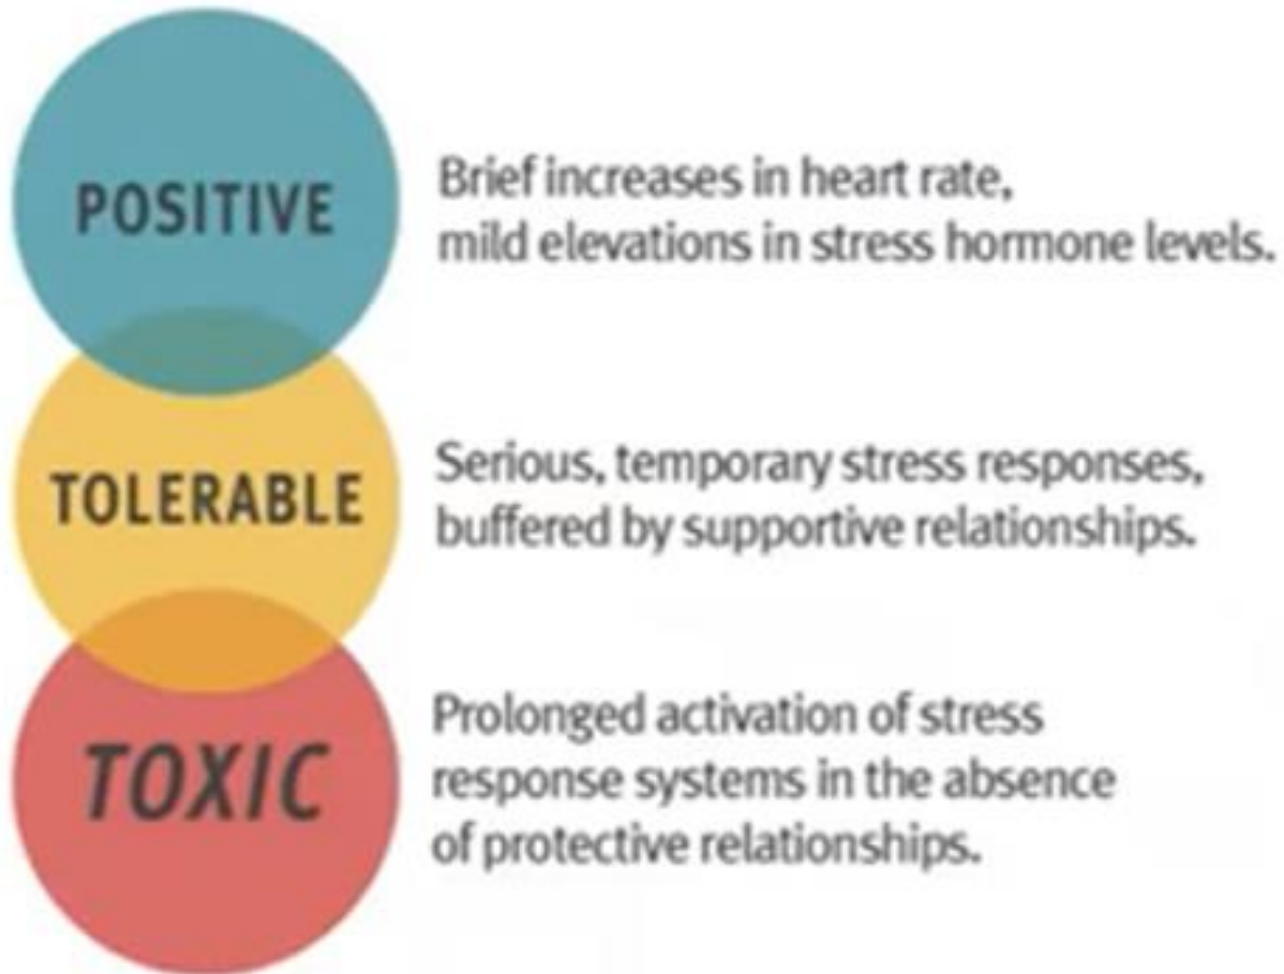 POSITIVE
Brief increases in heart rate,
mild elevations in stress hormone levels.
TOLERABLE
Serious, temporary stress responses,
buffered by supportive relationships.
TOXIC
Prolonged activation of stress
response systems in the absence
of protective relationships.